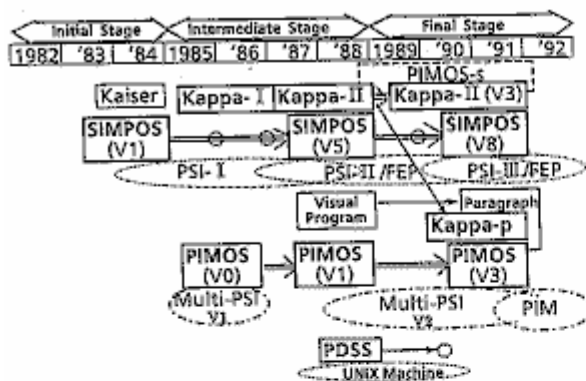 Initial Stage Intermediate Stage Final Stage
1982 '83 '84 1985 '86 '87 '88 1989 '90 '91 '92
PIMOS-s
Kaiser Kappa-I Kappa-II Kappa-II (V3)
SIMPOS (V1) SIMPOS (V5) SIMPOS (V8)
PSI-I PSI-II/FEP PSI-III/FEP
Visual Program Paragraph
Kappa-p
PIMOS (V0) PIMOS (V1) PIMOS (V3)
Multi-PSI V1 Multi-PSI V2 PIM
PDSS
UNIX Machine